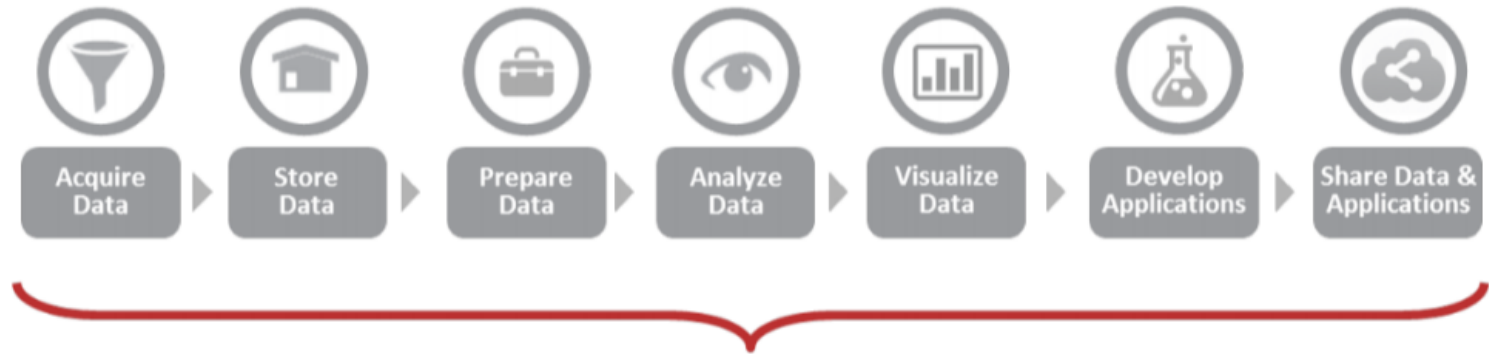 Acquire
Data
Store
Data
Prepare
Data
Analyze
Data
Visualize
Data
Develop
Applications
Share Data &
Applications